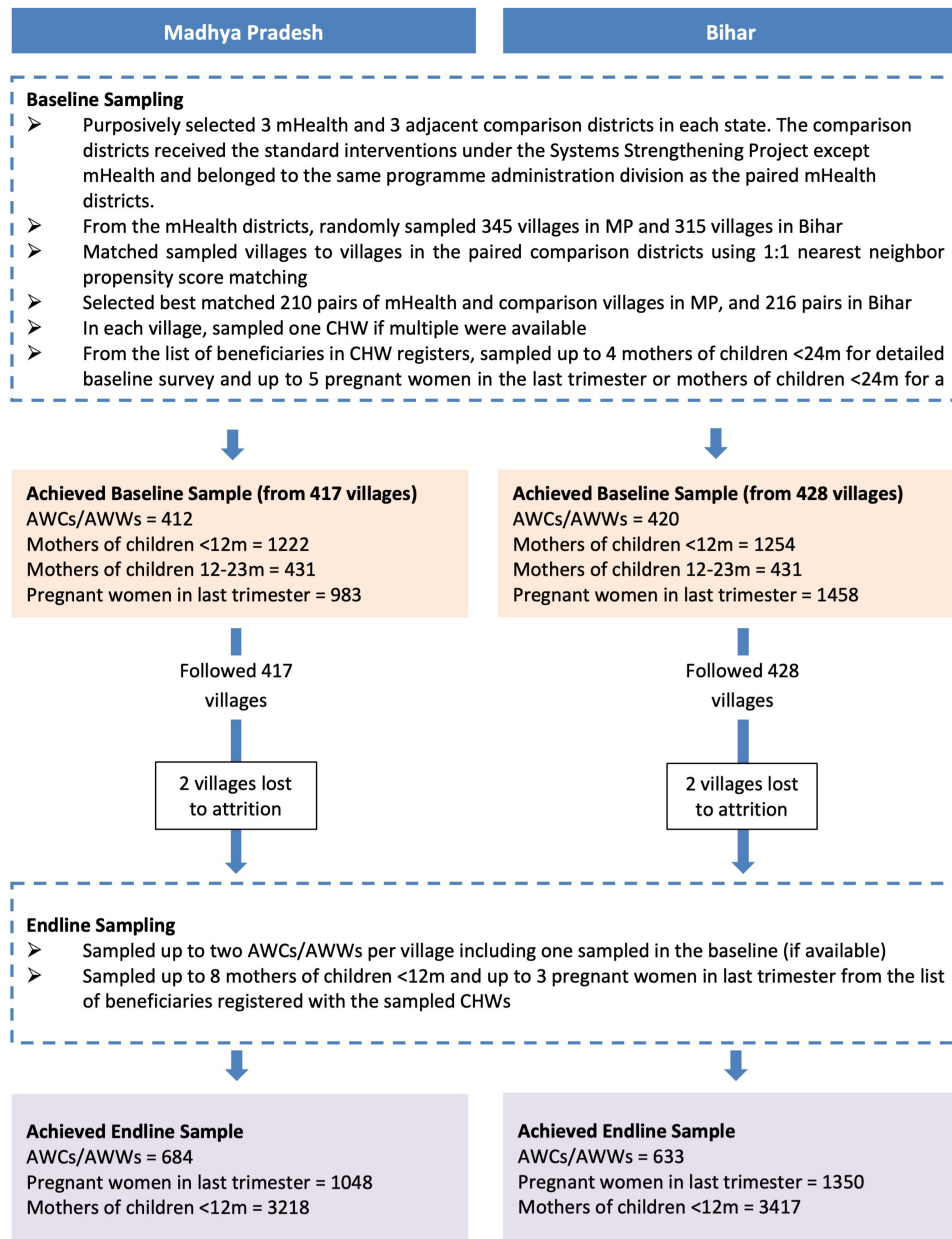 Madhya Pradesh
Bihar
Baseline Sampling
➢ Purposively selected 3 mHealth and 3 adjacent comparison districts in each state. The comparison
districts received the standard interventions under the Systems Strengthening Project except
mHealth and belonged to the same programme administration division as the paired mHealth
districts.
➢ From the mHealth districts, randomly sampled 345 villages in MP and 315 villages in Bihar
➢ Matched sampled villages to villages in the paired comparison districts using 1:1 nearest neighbor
propensity score matching
➢ Selected best matched 210 pairs of mHealth and comparison villages in MP, and 216 pairs in Bihar
➢ In each village, sampled one CHW if multiple were available
➢ From the list of beneficiaries in CHW registers, sampled up to 4 mothers of children <24m for detailed
baseline survey and up to 5 pregnant women in the last trimester or mothers of children <24m for a
Achieved Baseline Sample (from 417 villages)
AWCs/AWWs = 412
Mothers of children <12m = 1222
Mothers of children 12-23m = 431
Pregnant women in last trimester = 983
Achieved Baseline Sample (from 428 villages)
AWCs/AWWs = 420
Mothers of children <12m = 1254
Mothers of children 12-23m = 431
Pregnant women in last trimester = 1458
Followed 417
villages
Followed 428
villages
2 villages lost
to attrition
2 villages lost
to attrition
Endline Sampling
➢ Sampled up to two AWCs/AWWs per village including one sampled in the baseline (if available)
➢ Sampled up to 8 mothers of children <12m and up to 3 pregnant women in last trimester from the list
of beneficiaries registered with the sampled CHWs
Achieved Endline Sample
AWCs/AWWs = 684
Pregnant women in last trimester = 1048
Mothers of children <12m = 3218
Achieved Endline Sample
AWCs/AWWs = 633
Pregnant women in last trimester = 1350
Mothers of children <12m = 3417